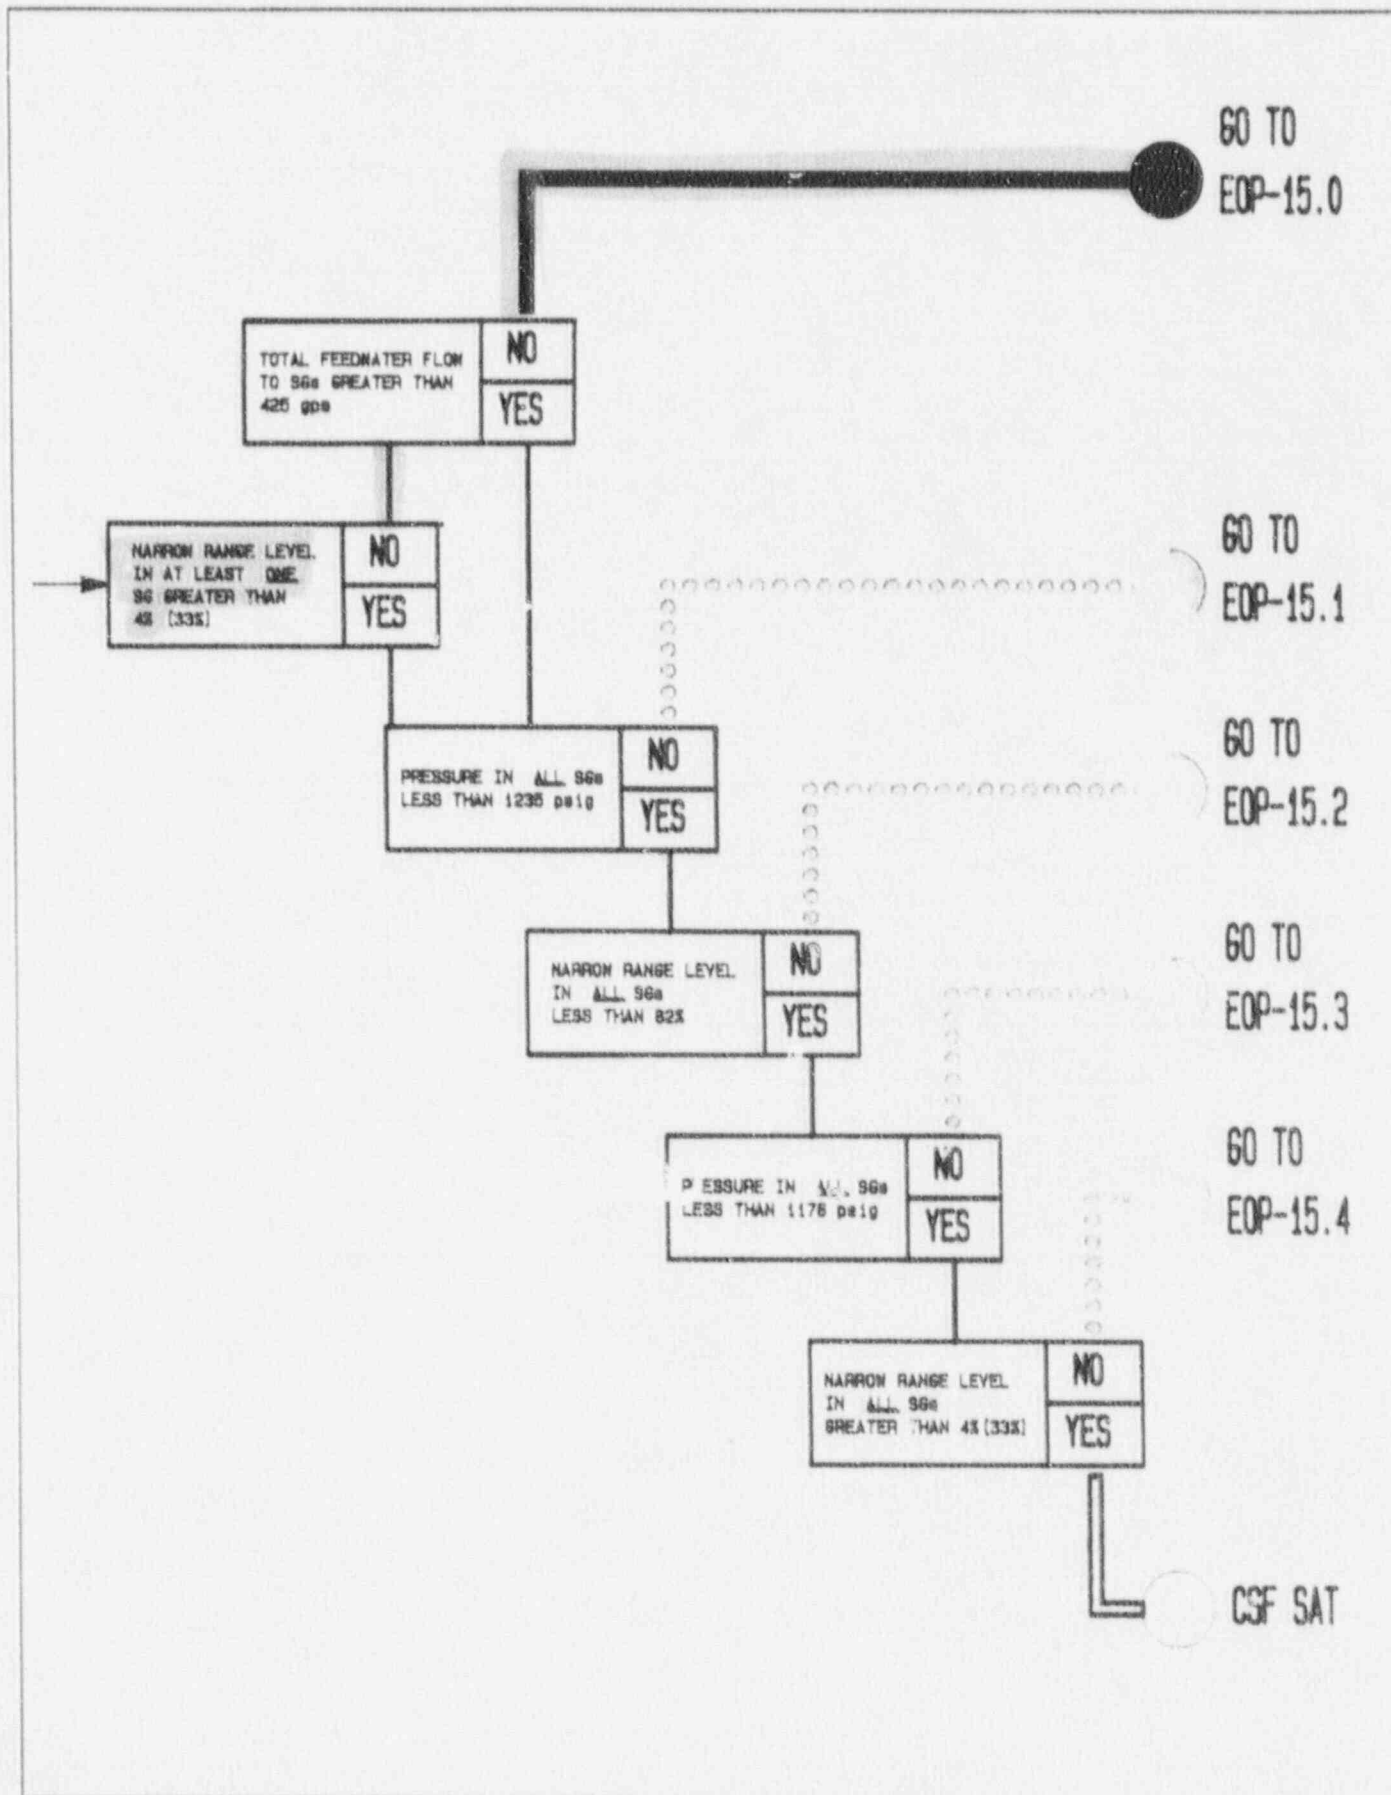 GO TO
EOP-15.0
TOTAL FEEDWATER FLOW
TO SGs GREATER THAN
425 gpm
NO
YES
NARROW RANGE LEVEL
IN AT LEAST ONE
SG GREATER THAN
4% [33%]
NO
YES
GO TO
EOP-15.1
PRESSURE IN ALL SGs
LESS THAN 1235 psig
NO
YES
GO TO
EOP-15.2
NARROW RANGE LEVEL
IN ALL SGs
LESS THAN 82%
NO
YES
GO TO
EOP-15.3
P ESSURE IN ALL SGs
LESS THAN 1176 psig
NO
YES
GO TO
EOP-15.4
NARROW RANGE LEVEL
IN ALL SGs
GREATER THAN 4% [33%]
NO
YES
CSF SAT